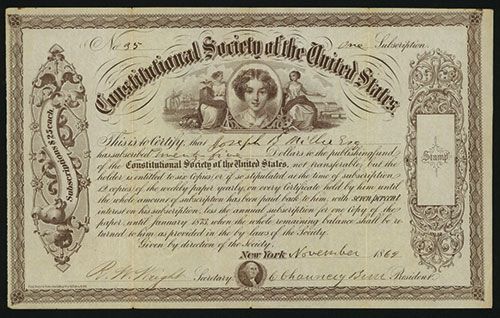 No. 35 One Subscription
Constitutional Society of the United States.
This is to Certify, that Joseph B. Esq
has subscribed Twenty five Dollars to the publishing fund
of the Constitutional Society of the United States, not transferable, but the
holder is entitled to six Copies, or if so stipulated at the time of subscription
12 copies of the weekly paper yearly, on every Certificate held by him until
the whole amount of subscription has been paid back to him, with seven percent
interest on his subscription, less the annual subscription for one Copy of the
paper, until January 1873 when the whole remaining balance shall be re-
turned to him as provided in the by laws of the Society.
Given by direction of the Society.
New York November 1864
R. W. Wright Secretary C Chauncey Burr President.
Subscriptions $25 each
Stamp